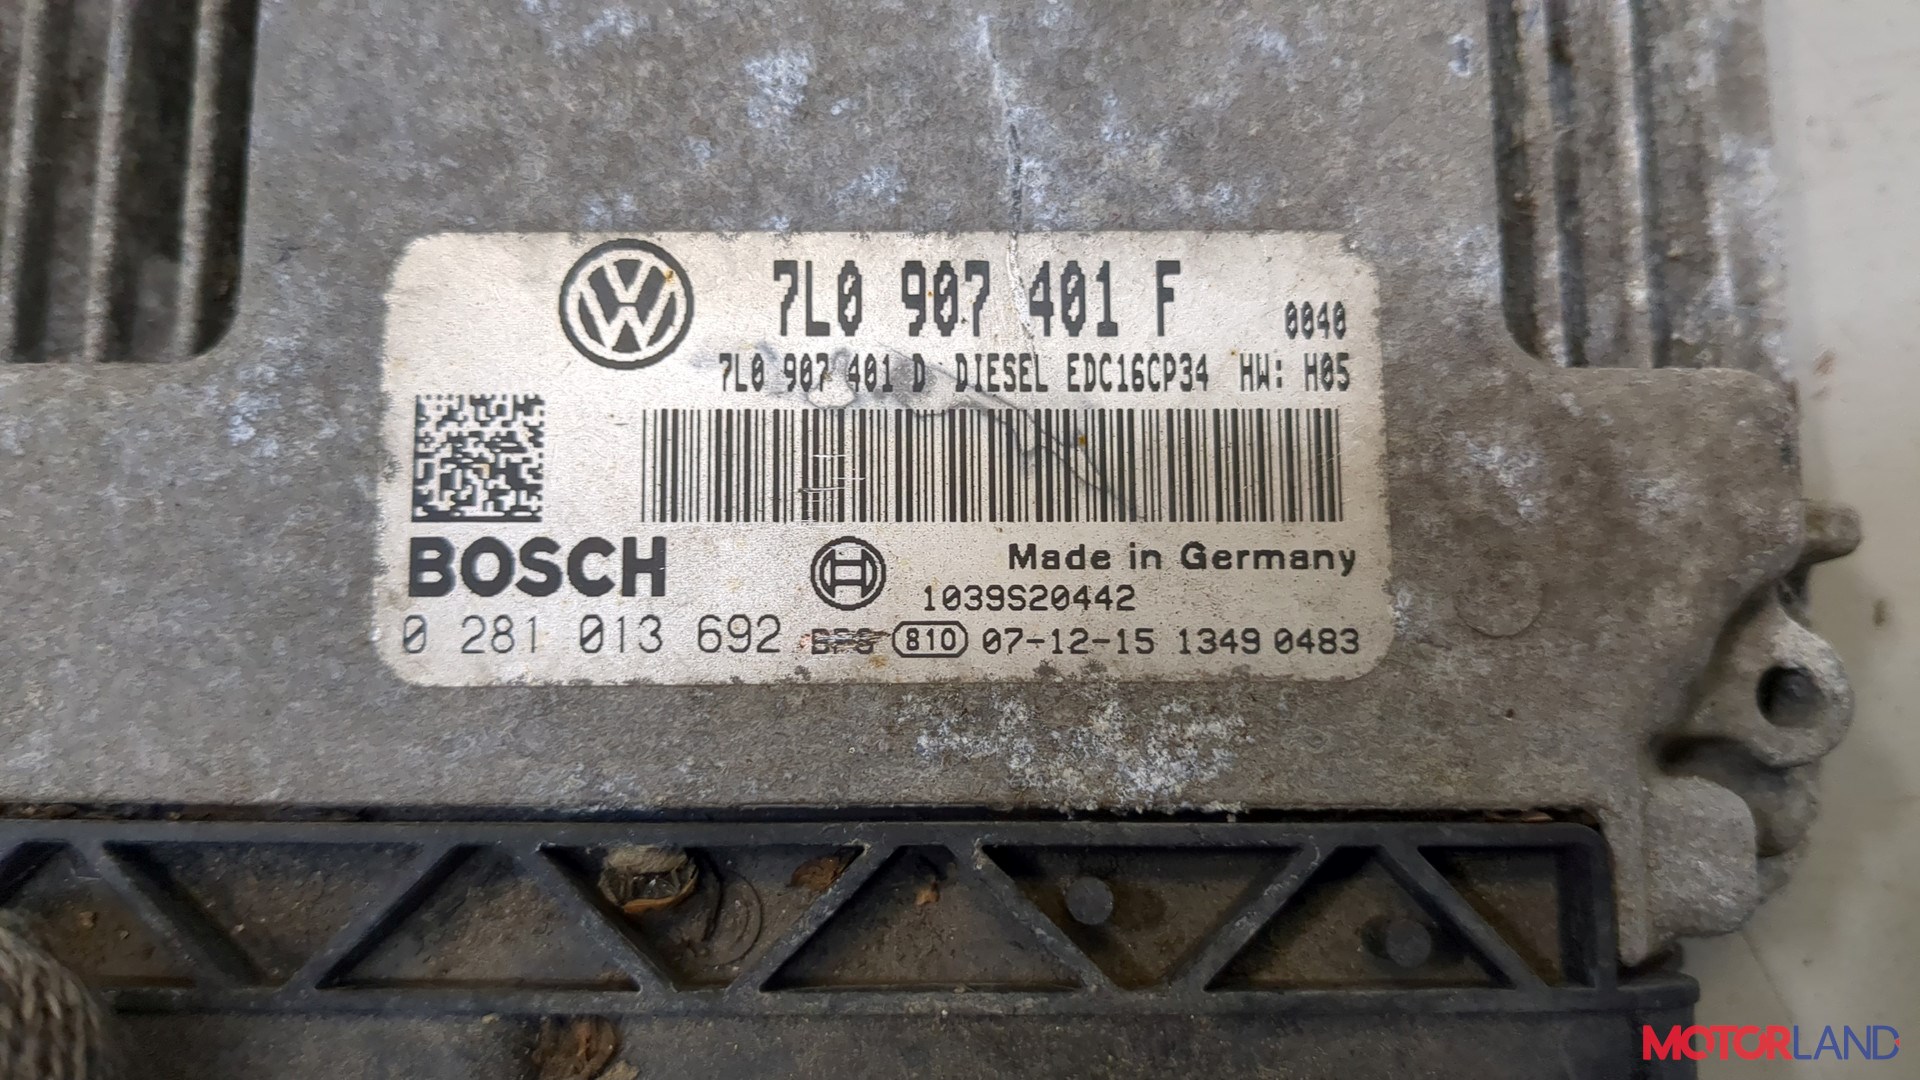 7L0 907 401 F 0040
7L0 907 401 D DIESEL EDC16CP34 HW: H05
BOSCH
Made in Germany
1039S20442
0 281 013 692 810 07-12-15 1349 0483
MOTORLAND